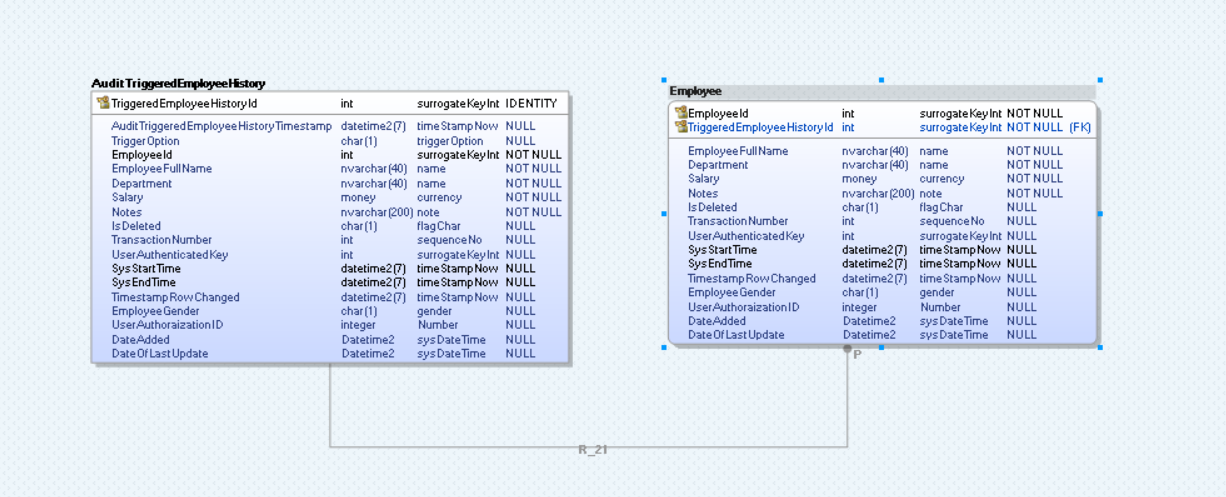 Audit TriggeredEmployeeHistory
TriggeredEmployeeHistoryId int surrogateKeyInt IDENTITY
AuditTriggeredEmployeeHistoryTimestamp datetime2(7) timeStampNow NULL
TriggerOption char(1) triggerOption NULL
EmployeeId int surrogateKeyInt NOT NULL
EmployeeFullName nvarchar(40) name NOT NULL
Department nvarchar(40) name NOT NULL
Salary money currency NOT NULL
Notes nvarchar(200) note NOT NULL
IsDeleted char(1) flagChar NULL
TransactionNumber int sequenceNo NULL
UserAuthenticatedKey int surrogateKeyInt NULL
SysStartTime datetime2(7) timeStampNow NULL
SysEndTime datetime2(7) timeStampNow NULL
TimestampRowChanged datetime2(7) timeStampNow NULL
EmployeeGender char(1) gender NULL
UserAuthoraizationID integer Number NULL
DateAdded Datetime2 sysDateTime NULL
DateOfLastUpdate Datetime2 sysDateTime NULL
Employee
EmployeeId int surrogateKeyInt NOT NULL
TriggeredEmployeeHistoryId int surrogateKeyInt NOT NULL (FK)
EmployeeFullName nvarchar(40) name NOT NULL
Department nvarchar(40) name NOT NULL
Salary money currency NOT NULL
Notes nvarchar(200) note NOT NULL
IsDeleted char(1) flagChar NULL
TransactionNumber int sequenceNo NULL
UserAuthenticatedKey int surrogateKeyInt NULL
SysStartTime datetime2(7) timeStampNow NULL
SysEndTime datetime2(7) timeStampNow NULL
TimestampRowChanged datetime2(7) timeStampNow NULL
EmployeeGender char(1) gender NULL
UserAuthoraizationID integer Number NULL
DateAdded Datetime2 sysDateTime NULL
DateOfLastUpdate Datetime2 sysDateTime NULL
P
R_21